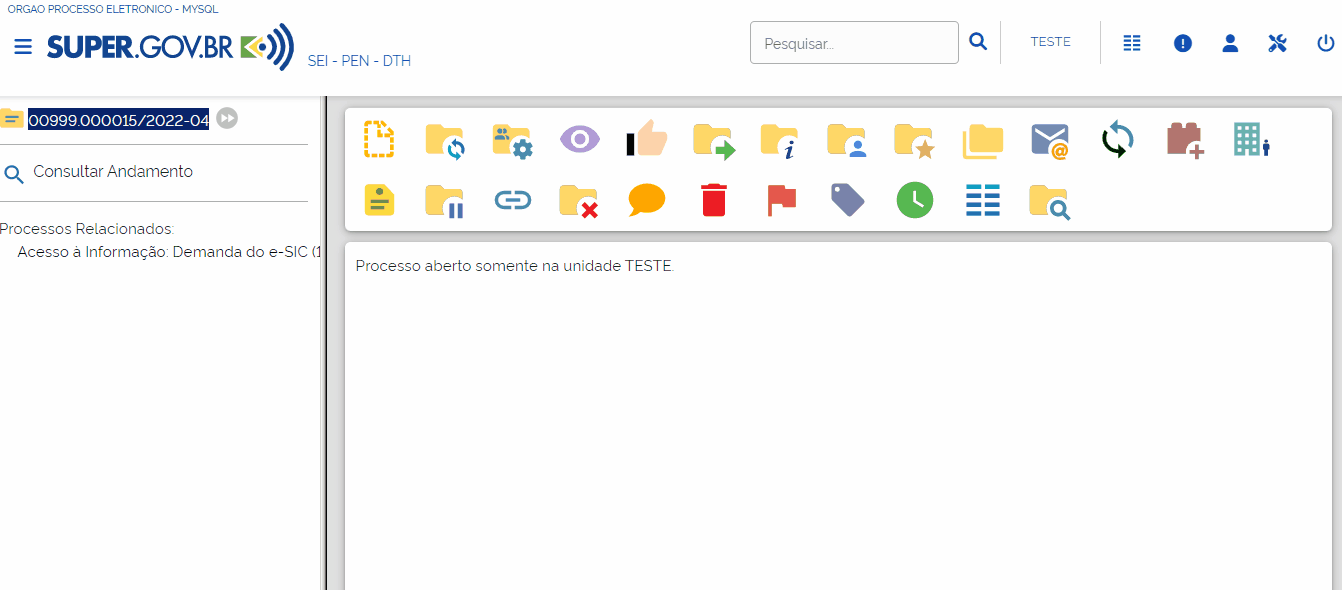 ORGAO PROCESSO ELETRONICO - MYSQL
SUPER.GOV.BR
SEI - PEN - DTH
Pesquisar...
TESTE
00999.000015/2022-04
Consultar Andamento
Processos Relacionados:
Acesso à Informação: Demanda do e-SIC (1
Processo aberto somente na unidade TESTE.